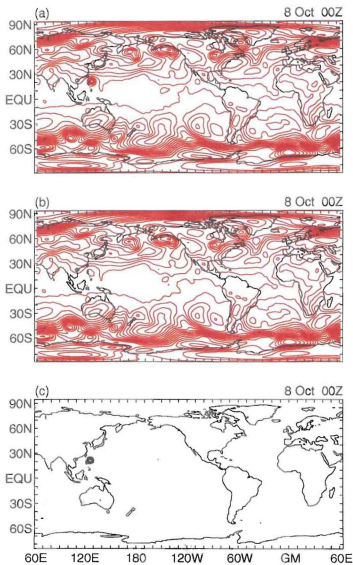 (a) 8 Oct 00Z
90N
60N
30N
EQU
30S
60S
(b) 8 Oct 00Z
90N
60N
30N
EQU
30S
60S
(c) 8 Oct 00Z
90N
60N
30N
EQU
30S
60S
60E 120E 180 120W 60W GM 60E